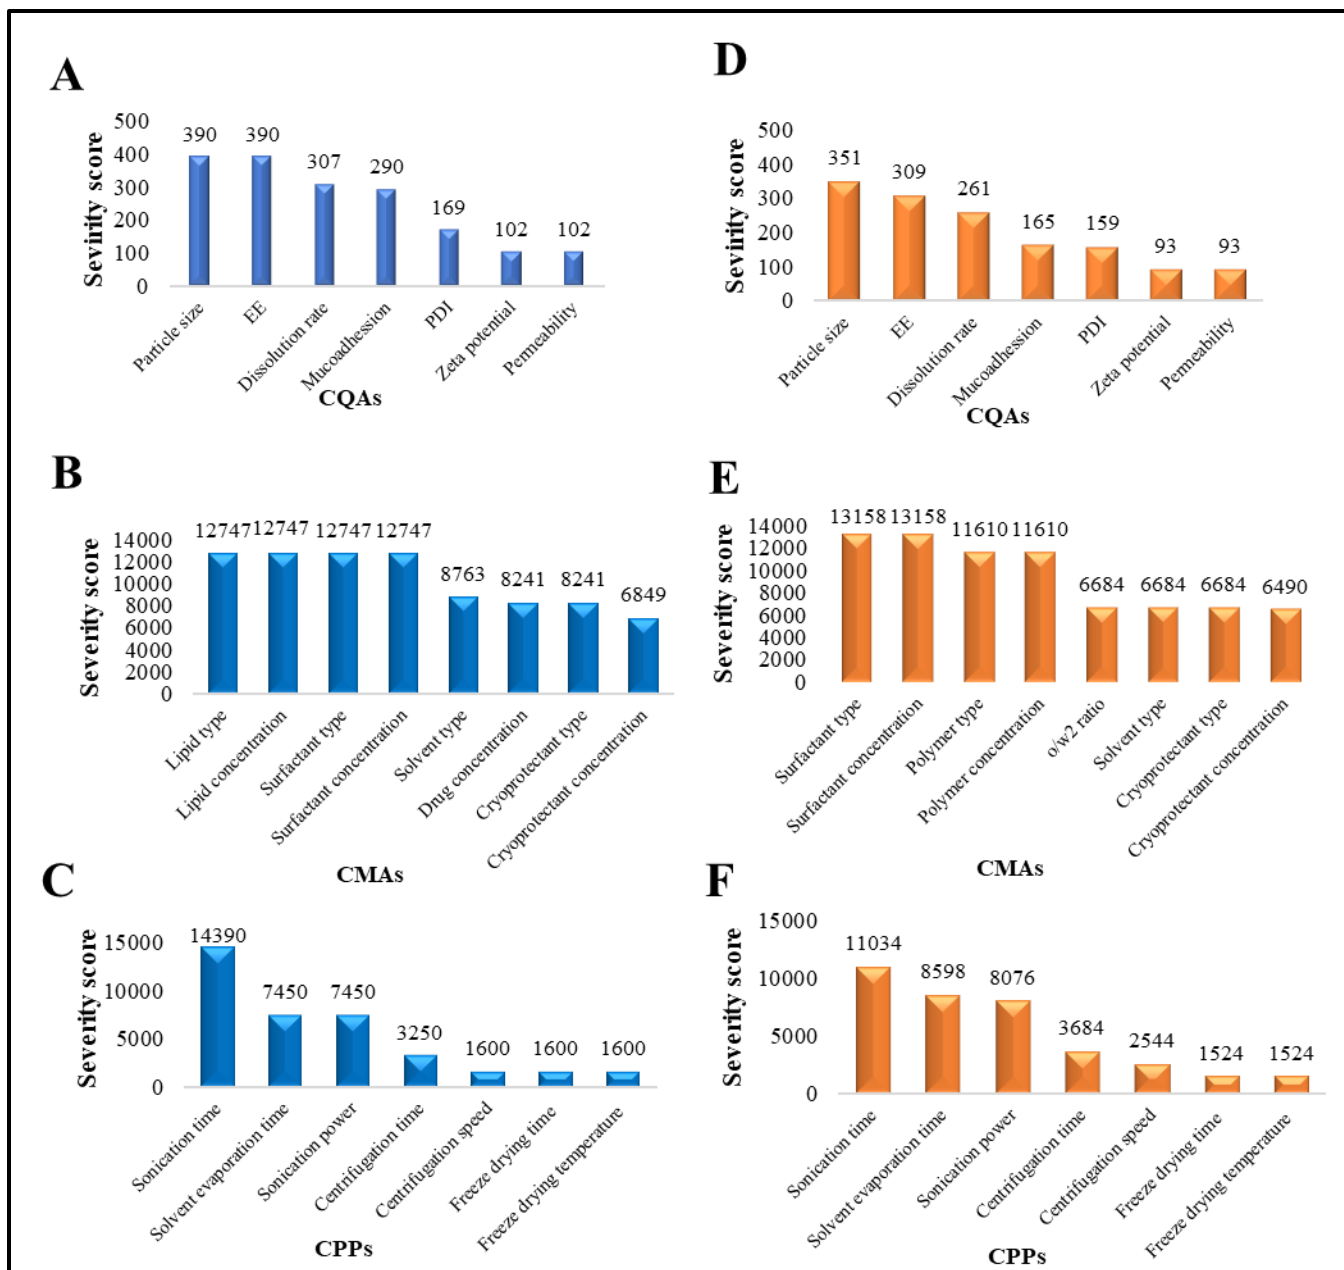 A
Sevirity score
500
400
300
200
100
0
390
390
307
290
169
102
102
Particle size
EE
Dissolution rate
Mucoadhession
PDI
Zeta potential
Permeability
CQAs
D
Sevirity score
500
400
300
200
100
0
351
309
261
165
159
93
93
Particle size
EE
Dissolution rate
Mucoadhession
PDI
Zeta potential
Permeability
CQAs
B
Severity score
14000
12000
10000
8000
6000
4000
2000
0
12747
12747
12747
12747
8763
8241
8241
6849
Lipid type
Lipid concentration
Surfactant type
Surfactant concentration
Solvent type
Drug concentration
Cryoprotectant type
Cryoprotectant concentration
CMAs
E
Severity score
14000
12000
10000
8000
6000
4000
2000
0
13158
13158
11610
11610
6684
6684
6684
6490
Surfactant type
Surfactant concentration
Polymer type
Polymer concentration
o/w2 ratio
Solvent type
Cryoprotectant type
Cryoprotectant concentration
CMAs
C
Severity score
15000
10000
5000
0
14390
7450
7450
3250
1600
1600
1600
Sonication time
Solvent evaporation time
Sonication power
Centrifugation time
Centrifugation speed
Freeze drying time
Freeze drying temperature
CPPs
F
Severity score
15000
10000
5000
0
11034
8598
8076
3684
2544
1524
1524
Sonication time
Solvent evaporation time
Sonication power
Centrifugation time
Centrifugation speed
Freeze drying time
Freeze drying temperature
CPPs